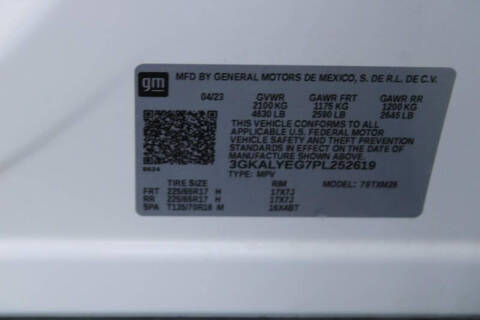 gm
MFD BY GENERAL MOTORS DE MEXICO, S. DE R.L. DE C.V.
04/23 GVWR GAWR FRT GAWR RR
2100 KG 1175 KG 1200 KG
4630 LB 2590 LB 2645 LB
THIS VEHICLE CONFORMS TO ALL
APPLICABLE U.S. FEDERAL MOTOR
VEHICLE SAFETY AND THEFT PREVENTION
STANDARDS IN EFFECT ON THE DATE OF
MANUFACTURE SHOWN ABOVE.
3GKALYEG7PL252619
TYPE: MPV
TIRE SIZE RIM MODEL: 7STXM26
FRT 225/65R17 H 17X7J
RR 225/65R17 H 17X7J
SPA T135/70R16 M 16X4BT